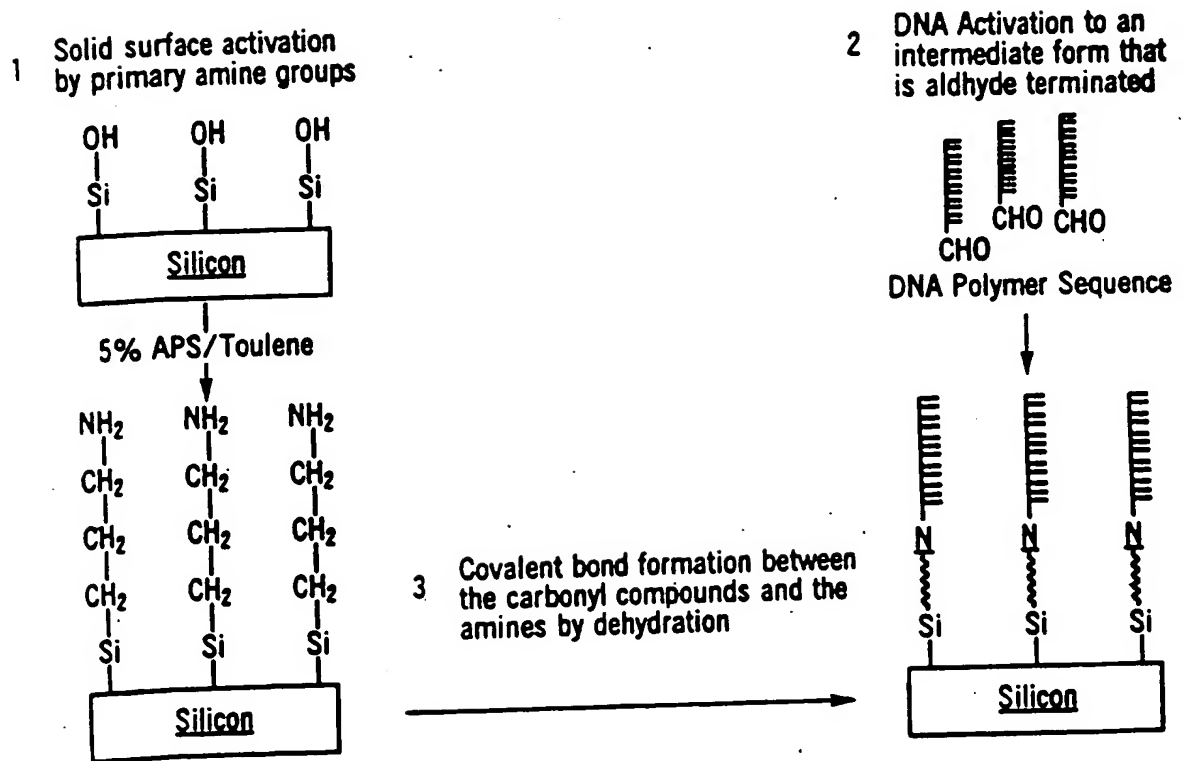 1 Solid surface activation
by primary amine groups
OH OH OH
Si Si Si
Silicon
5% APS/Toulene
NH2 NH2 NH2
CH2 CH2 CH2
CH2 CH2 CH2
CH2 CH2 CH2
Si Si Si
Silicon
2 DNA Activation to an
intermediate form that
is aldhyde terminated
CHO CHO CHO
DNA Polymer Sequence
3 Covalent bond formation between
the carbonyl compounds and the
amines by dehydration
N N N
Si Si Si
Silicon